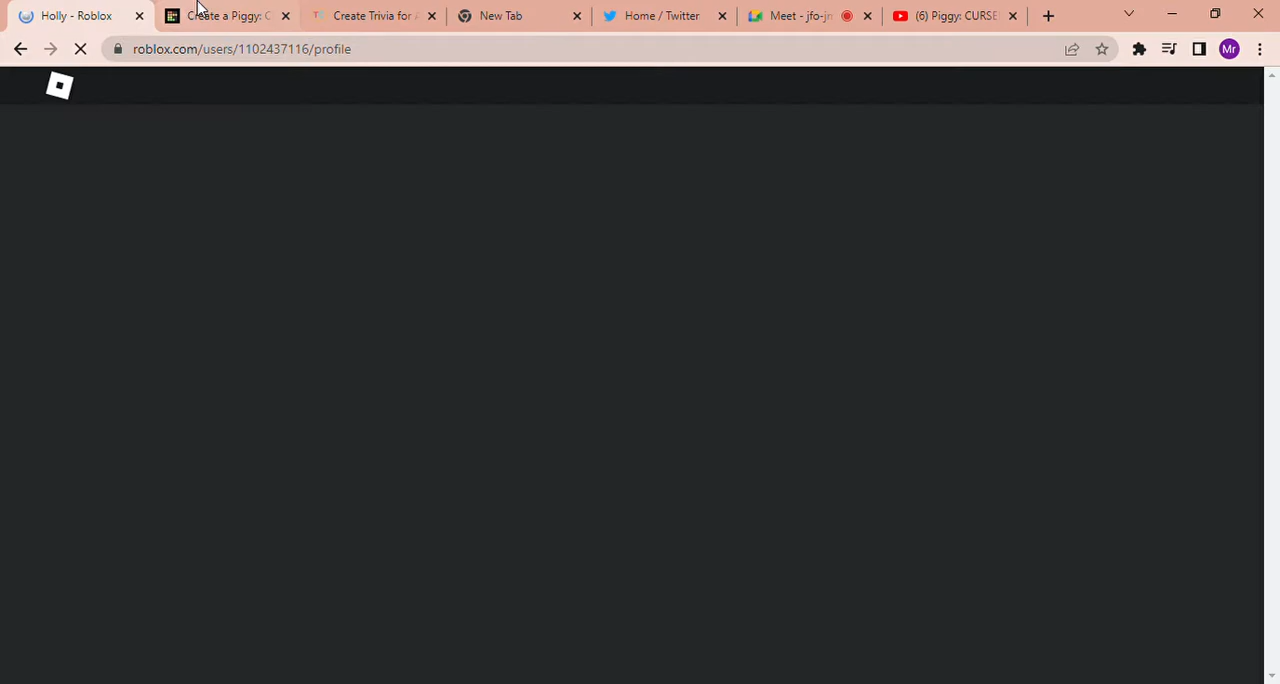 Holly - Roblox
Create a Piggy: C
Create Trivia for
New Tab
Home / Twitter
Meet - jfo-jn
(6) Piggy: CURSE
roblox.com/users/1102437116/profile
Mr